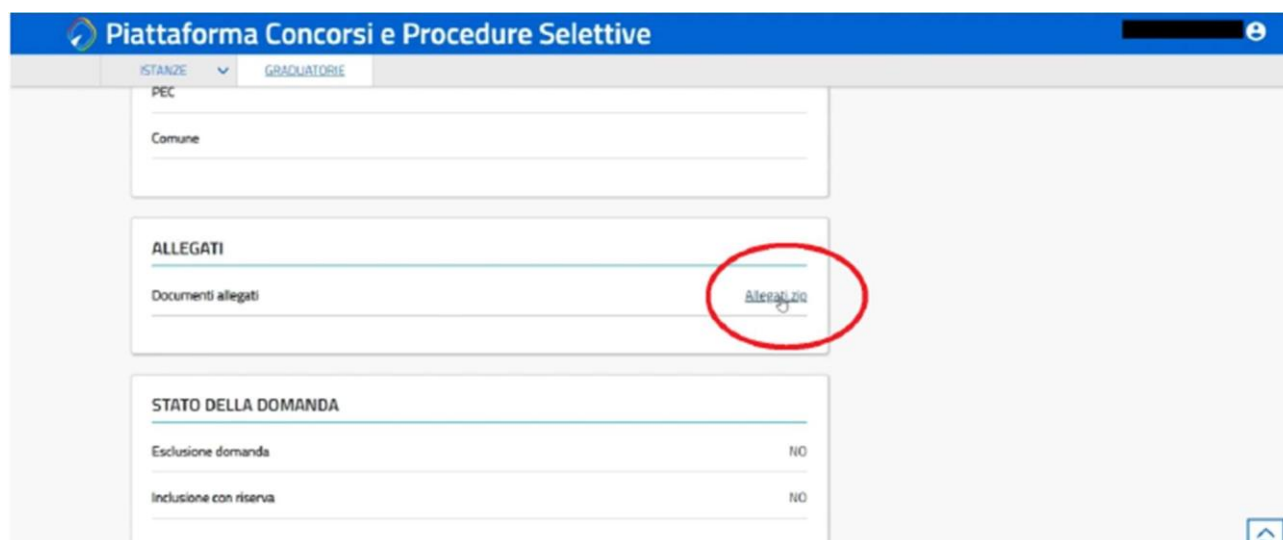 Piattaforma Concorsi e Procedure Selettive
ISTANZE GRADUATORIE
PEC
Comune
ALLEGATI
Documenti allegati Allegati.zip
STATO DELLA DOMANDA
Esclusione domanda NO
Inclusione con riserva NO